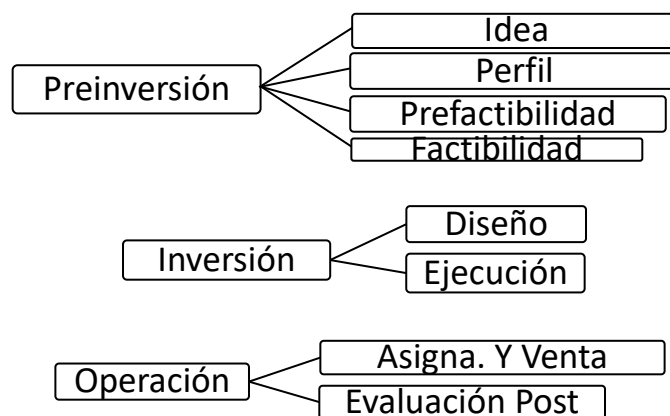 Preinversión
Idea
Perfil
Prefactibilidad
Factibilidad
Inversión
Diseño
Ejecución
Operación
Asigna. Y Venta
Evaluación Post